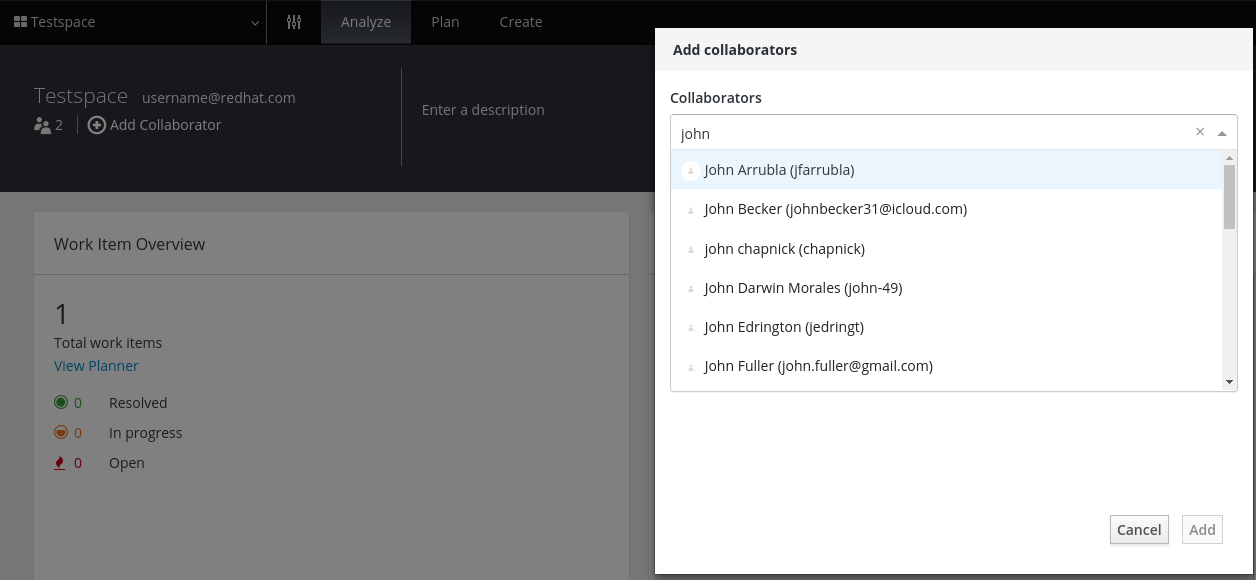 Testspace
Analyze
Plan
Create
Testspace username@redhat.com
2 Add Collaborator
Enter a description
Work Item Overview
1
Total work items
View Planner
0 Resolved
0 In progress
0 Open
Add collaborators
Collaborators
john
John Arrubla (jfarrubla)
John Becker (johnbecker31@icloud.com)
john chapnick (chapnick)
John Darwin Morales (john-49)
John Edrington (jedringt)
John Fuller (john.fuller@gmail.com)
Cancel
Add